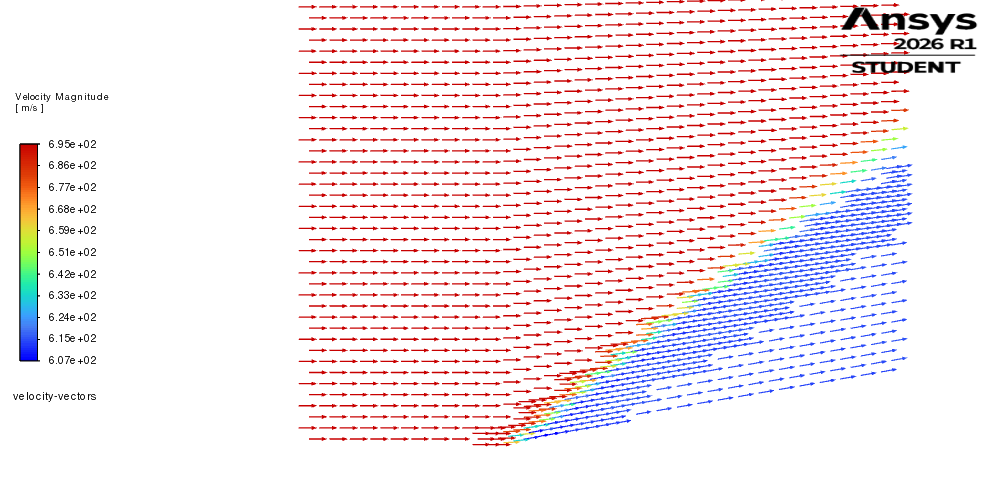 Ansys
2026 R1
STUDENT
Velocity Magnitude
[ m/s ]
6.95e +02
6.86e +02
6.77e +02
6.68e +02
6.59e +02
6.51e +02
6.42e +02
6.33e +02
6.24e +02
6.15e +02
6.07e +02
velocity-vectors